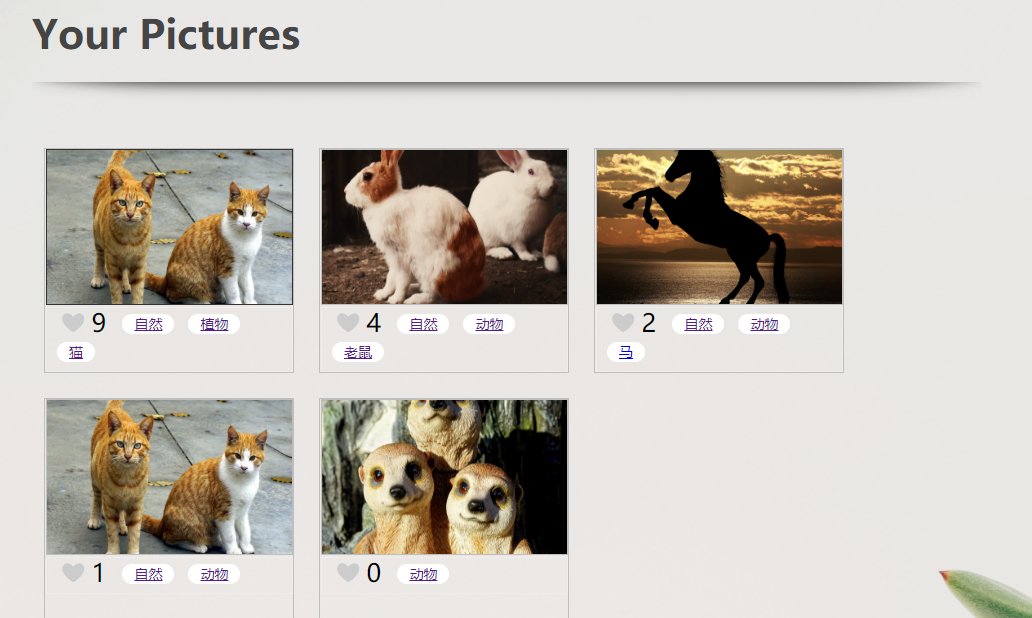 Your Pictures
9 自然 植物
猫
4 自然 动物
老鼠
2 自然 动物
马
1 自然 动物
0 动物